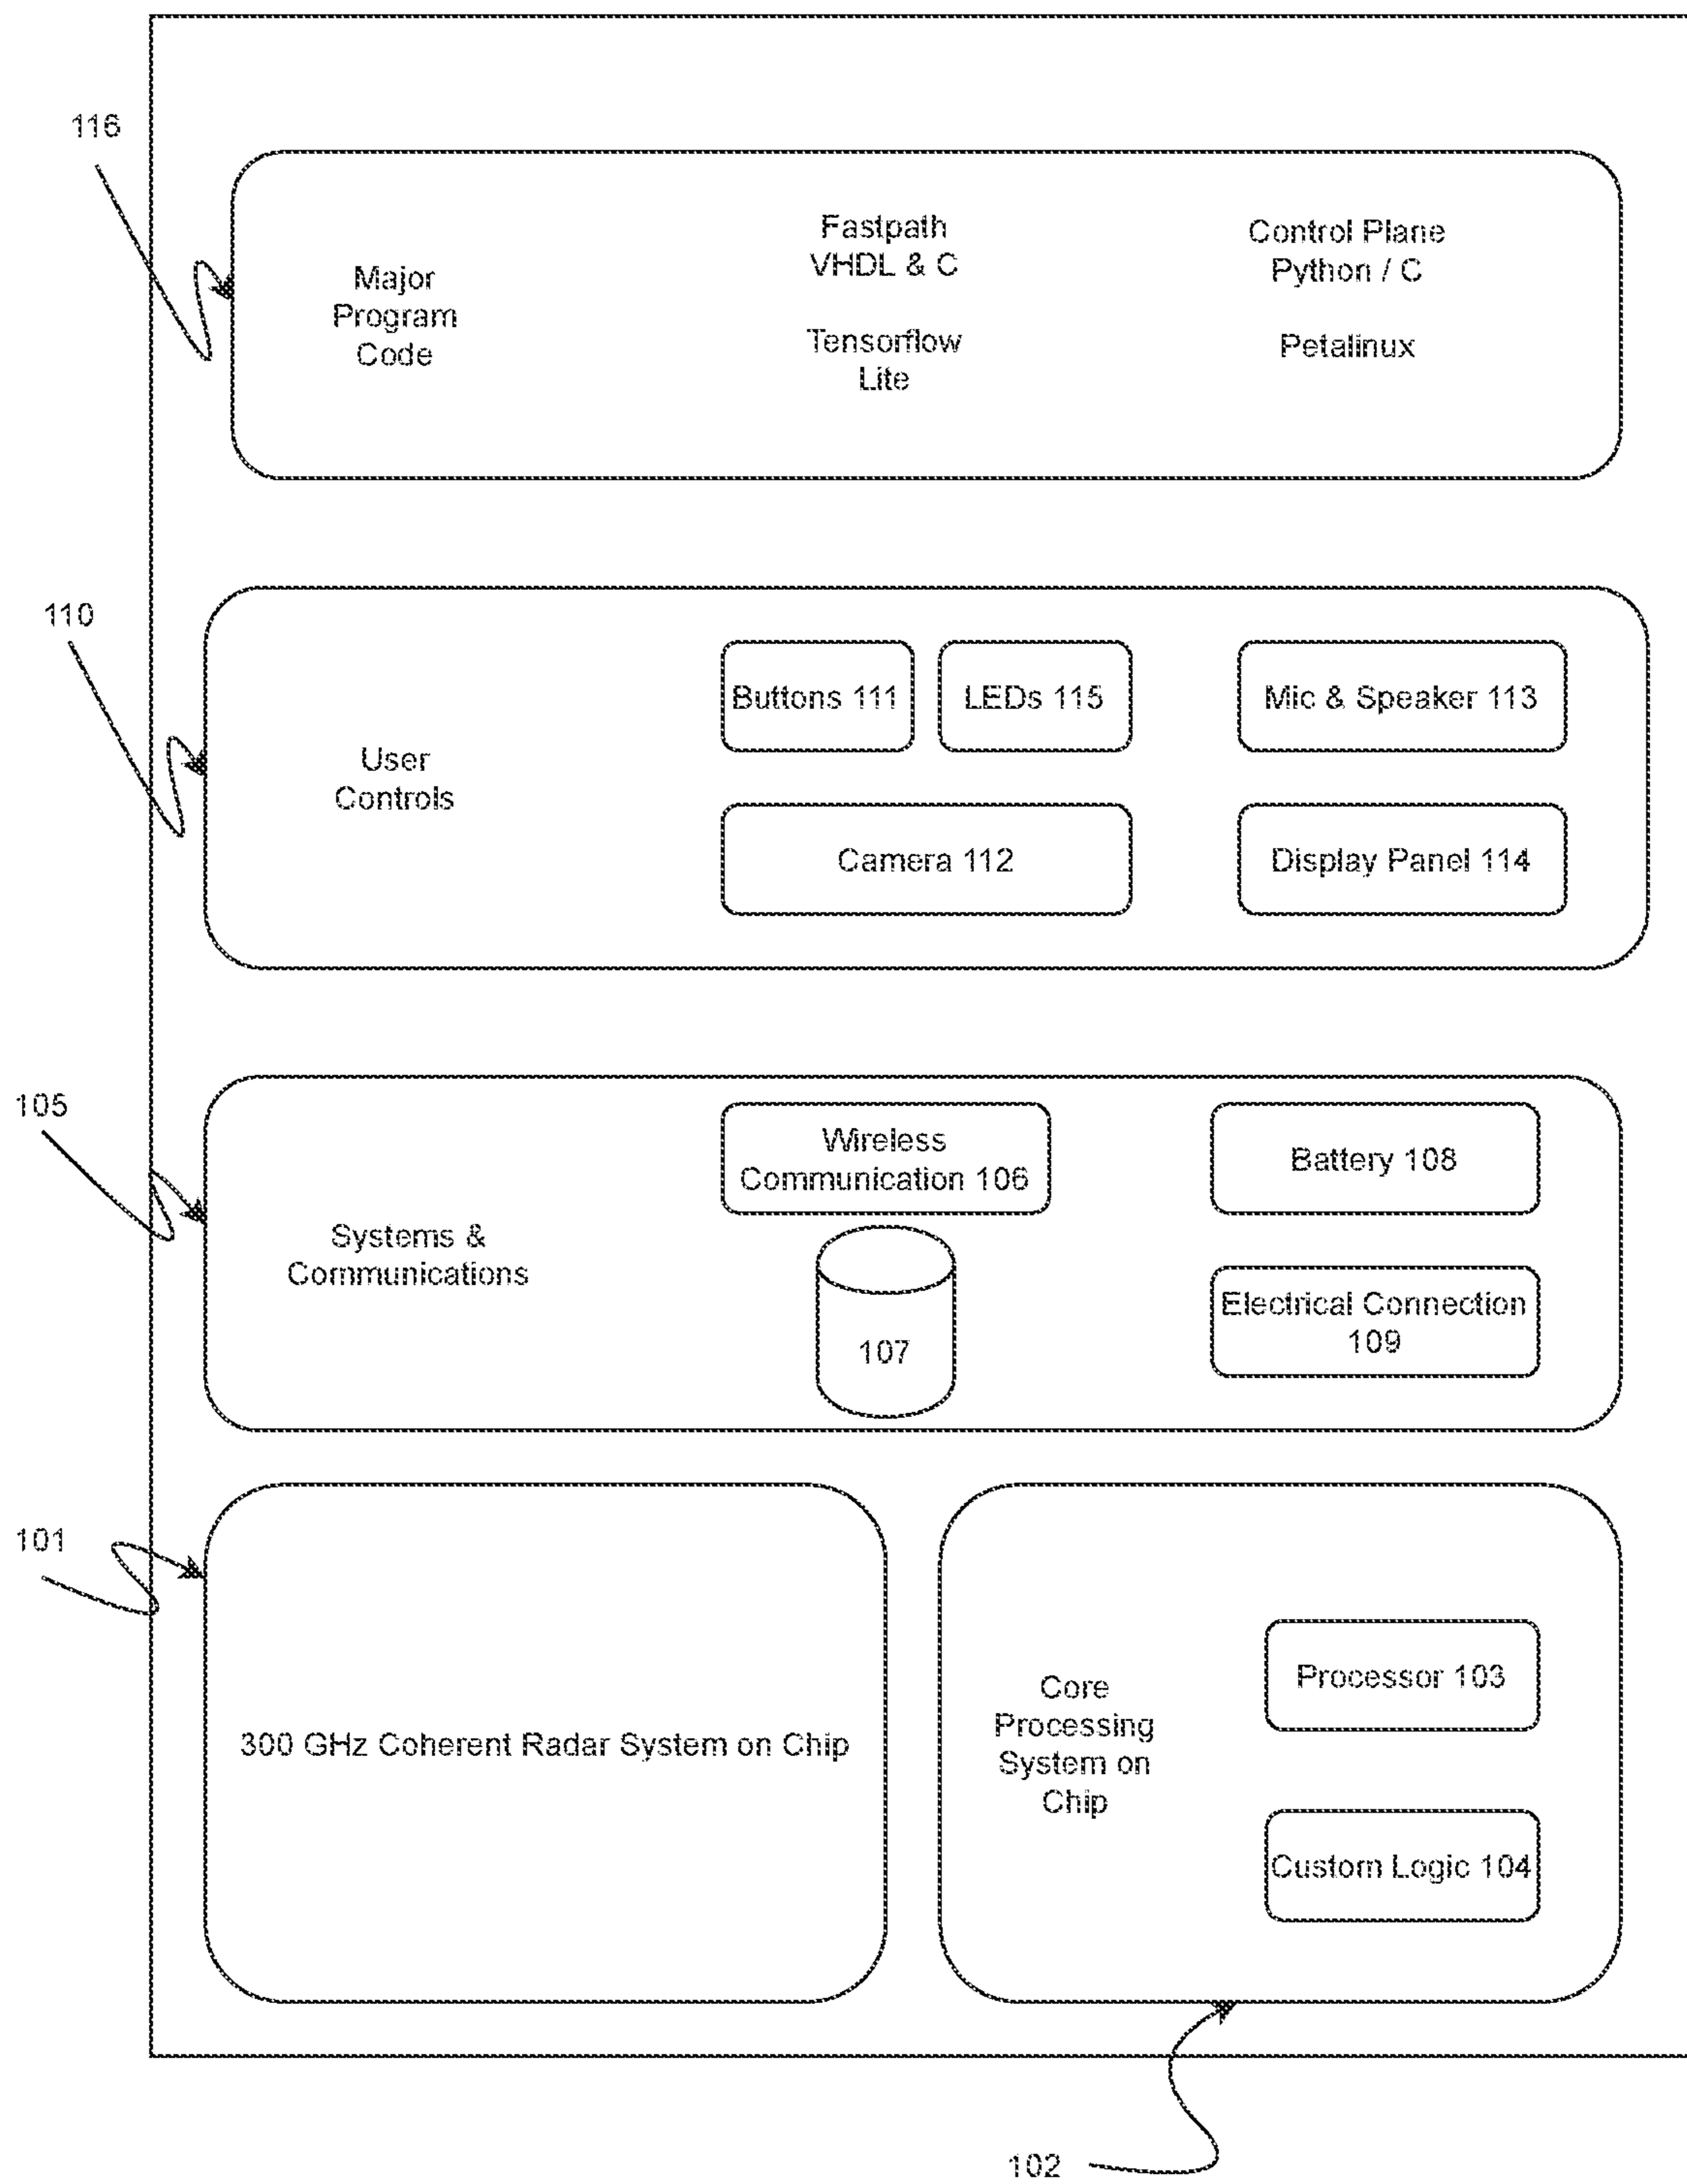 116
Major
Program
Code
Fastpath
VHDL & C
Tensorflow
Lite
Control Plane
Python / C
Petalinux
110
User
Controls
Buttons 111
LEDs 115
Mic & Speaker 113
Camera 112
Display Panel 114
105
Systems &
Communications
Wireless
Communication 106
107
Battery 108
Electrical Connection
109
101
300 GHz Coherent Radar System on Chip
Core
Processing
System on
Chip
Processor 103
Custom Logic 104
102